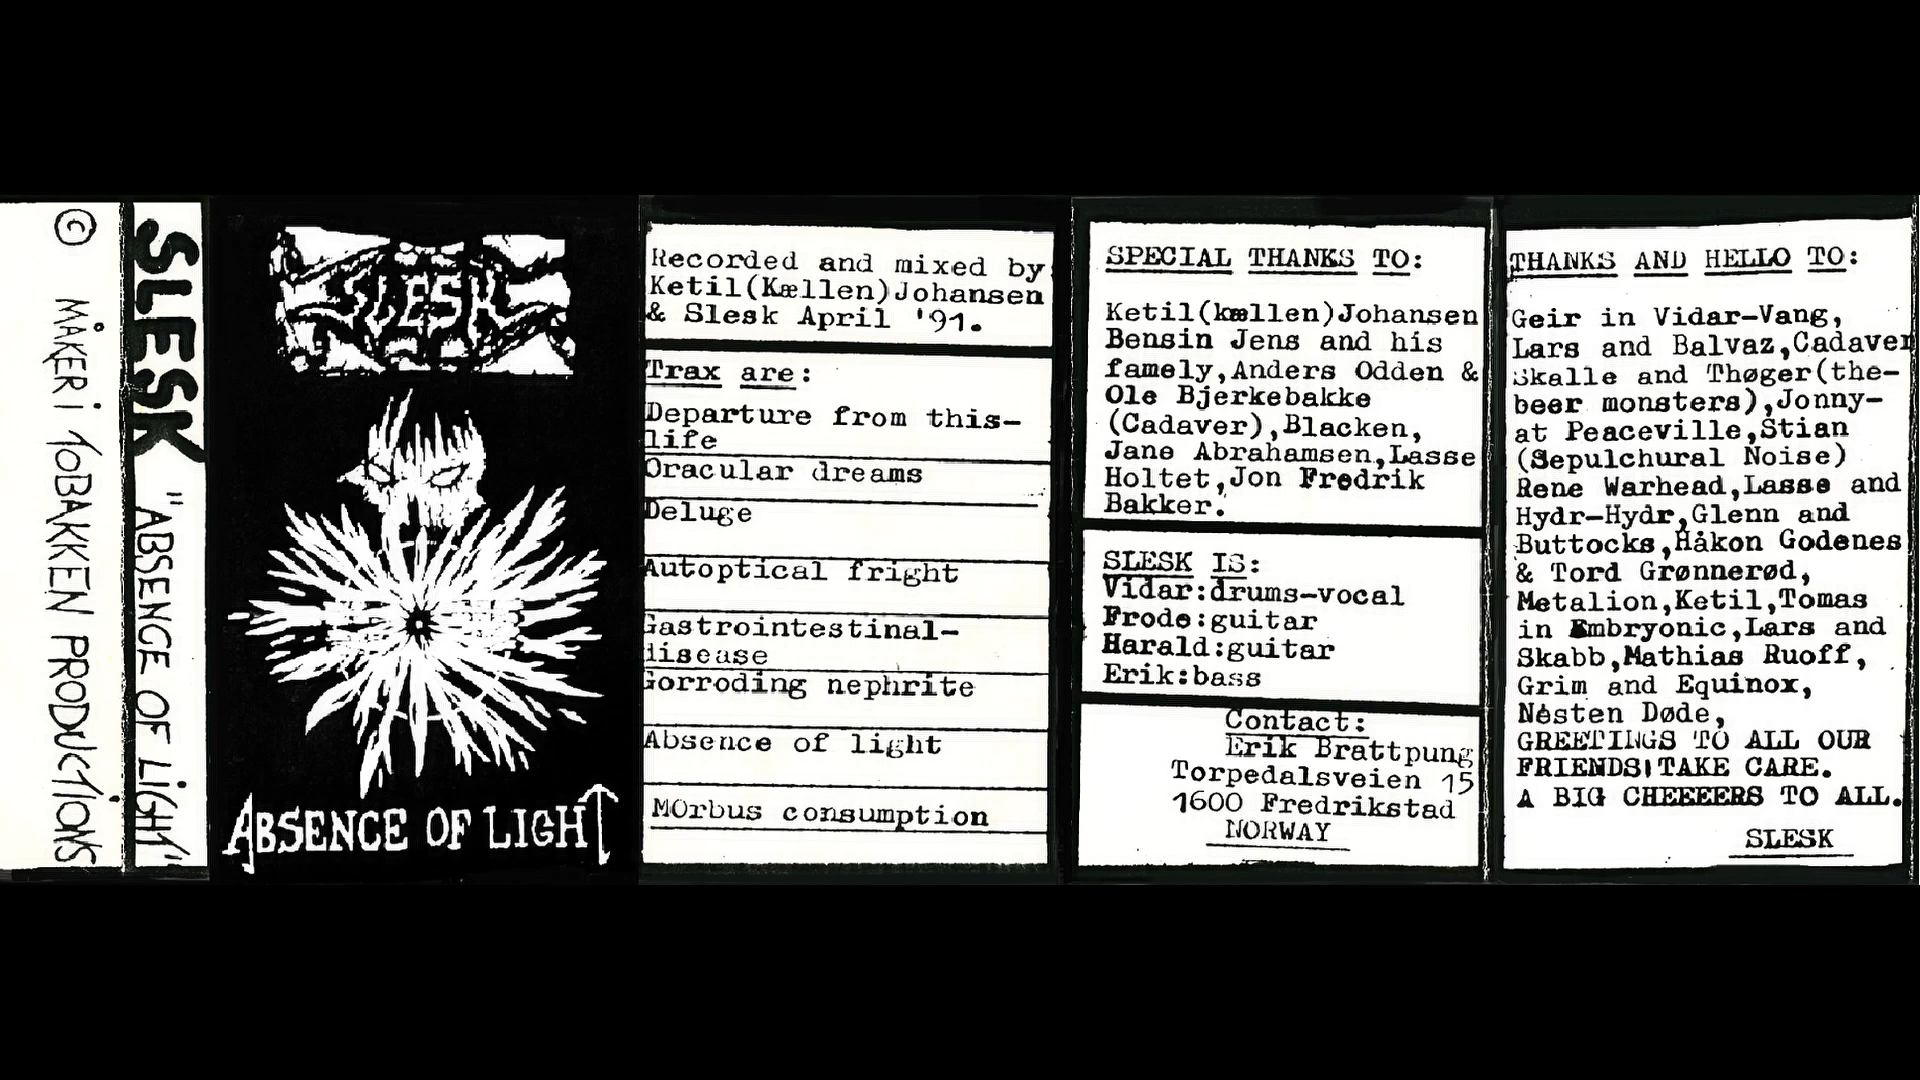 © MÅKER i TOBAKKEN PRODUCTIONS
SLESK "ABSENCE OF LiGHT"
SLESK
ABSENCE OF LIGHT
Recorded and mixed by
Ketil(Kællen)Johansen
& Slesk April '91.
Trax are:
Departure from this-
life
Oracular dreams
Deluge
Autoptical fright
Gastrointestinal-
disease
Gorroding nephrite
Absence of light
MOrbus consumption
SPECIAL THANKS TO:
Ketil(kællen)Johansen
Bensin Jens and his
famely,Anders Odden &
Ole Bjerkebakke
(Cadaver),Blacken,
Jane Abrahamsen,Lasse
Holtet,Jon Fredrik
Bakker.
SLESK IS:
Vidar:drums-vocal
Frode:guitar
Harald:guitar
Erik:bass
Contact:
Erik Brattpung
Torpedalsveien 15
1600 Fredrikstad
NORWAY
THANKS AND HELLO TO:
Geir in Vidar-Vang,
Lars and Balvaz,Cadaver
Skalle and Thøger(the-
beer monsters),Jonny-
at Peaceville,Stian
(Sepulchural Noise)
Rene Warhead,Lasse and
Hydr-Hydr,Glenn and
Buttocks,Håkon Godenes
& Tord Grønnerød,
Metalion,Ketil,Tomas
in Embryonic,Lars and
Skabb,Mathias Ruoff,
Grim and Equinox,
Nesten Døde,
GREETINGS TO ALL OUR
FRIENDS!TAKE CARE.
A BIG CHEEEERS TO ALL.
SLESK